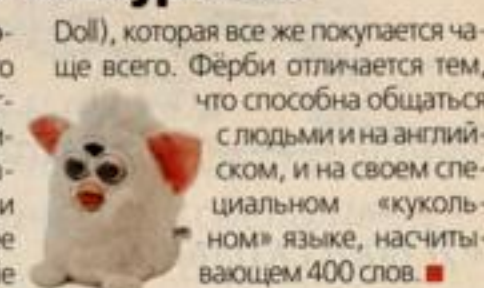 Doll), которая все же покупается ча-
ще всего. Фёрби отличается тем,
что способна общаться
с людьми и на англий-
ском, и на своем спе-
циальном «куколь-
ном» языке, насчиты-
вающем 400 слов.